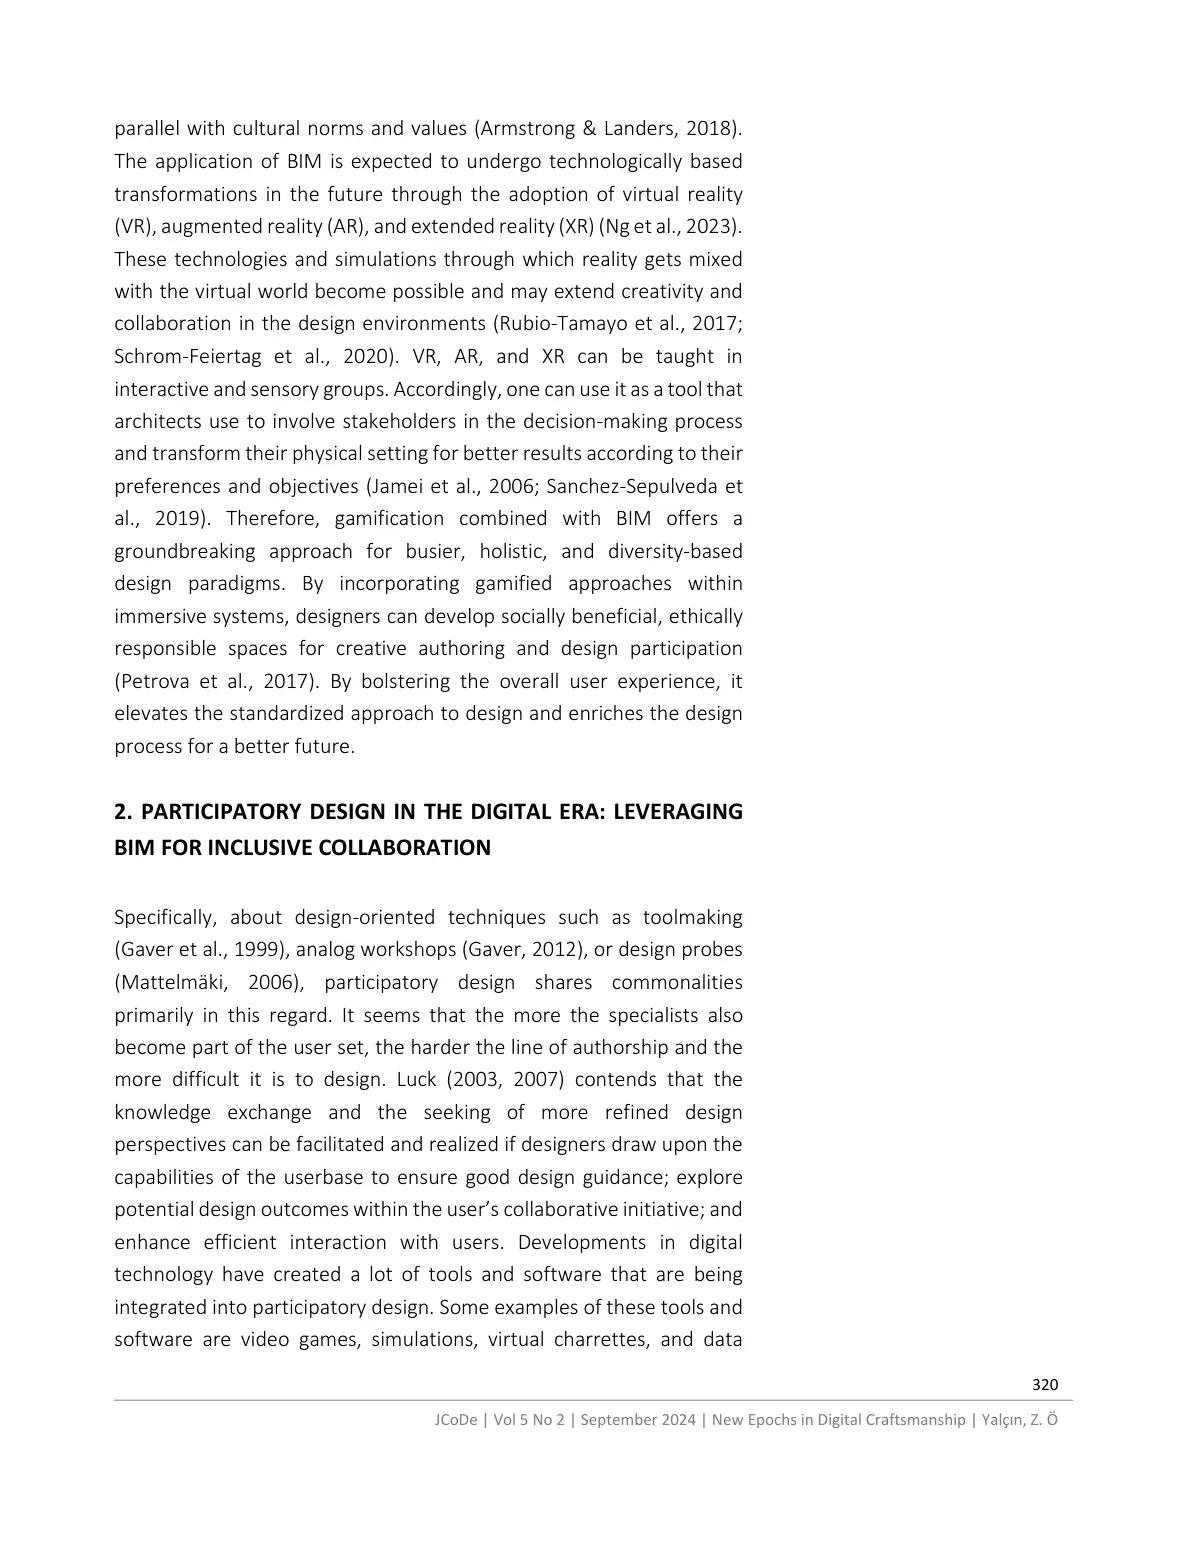 parallel with cultural norms and values (Armstrong & Landers, 2018).
The application of BIM is expected to undergo technologically based
transformations in the future through the adoption of virtual reality
(VR), augmented reality (AR), and extended reality (XR) (Ng et al., 2023).
These technologies and simulations through which reality gets mixed
with the virtual world become possible and may extend creativity and
collaboration in the design environments (Rubio-Tamayo et al., 2017;
Schrom-Feiertag et al., 2020). VR, AR, and XR can be taught in
interactive and sensory groups. Accordingly, one can use it as a tool that
architects use to involve stakeholders in the decision-making process
and transform their physical setting for better results according to their
preferences and objectives (Jamei et al., 2006; Sanchez-Sepulveda et
al., 2019). Therefore, gamification combined with BIM offers a
groundbreaking approach for busier, holistic, and diversity-based
design paradigms. By incorporating gamified approaches within
immersive systems, designers can develop socially beneficial, ethically
responsible spaces for creative authoring and design participation
(Petrova et al., 2017). By bolstering the overall user experience, it
elevates the standardized approach to design and enriches the design
process for a better future.
2. PARTICIPATORY DESIGN IN THE DIGITAL ERA: LEVERAGING
BIM FOR INCLUSIVE COLLABORATION
Specifically, about design-oriented techniques such as toolmaking
(Gaver et al., 1999), analog workshops (Gaver, 2012), or design probes
(Mattelmäki, 2006), participatory design shares commonalities
primarily in this regard. It seems that the more the specialists also
become part of the user set, the harder the line of authorship and the
more difficult it is to design. Luck (2003, 2007) contends that the
knowledge exchange and the seeking of more refined design
perspectives can be facilitated and realized if designers draw upon the
capabilities of the userbase to ensure good design guidance; explore
potential design outcomes within the user’s collaborative initiative; and
enhance efficient interaction with users. Developments in digital
technology have created a lot of tools and software that are being
integrated into participatory design. Some examples of these tools and
software are video games, simulations, virtual charrettes, and data
320
JCoDe | Vol 5 No 2 | September 2024 | New Epochs in Digital Craftsmanship | Yalçın, Z. Ö